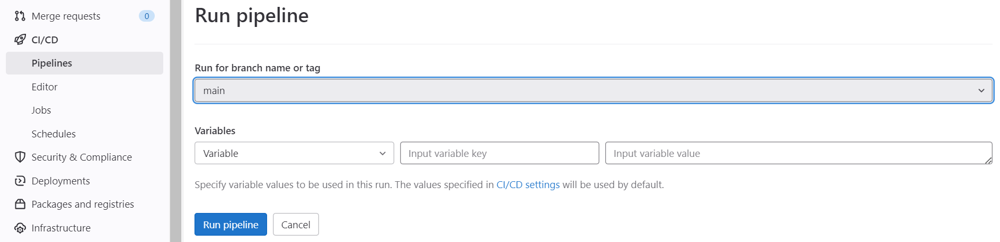 Merge requests 0
CI/CD
Pipelines
Editor
Jobs
Schedules
Security & Compliance
Deployments
Packages and registries
Infrastructure
Run pipeline
Run for branch name or tag
main
Variables
Variable Input variable key Input variable value
Specify variable values to be used in this run. The values specified in CI/CD settings will be used by default.
Run pipeline Cancel